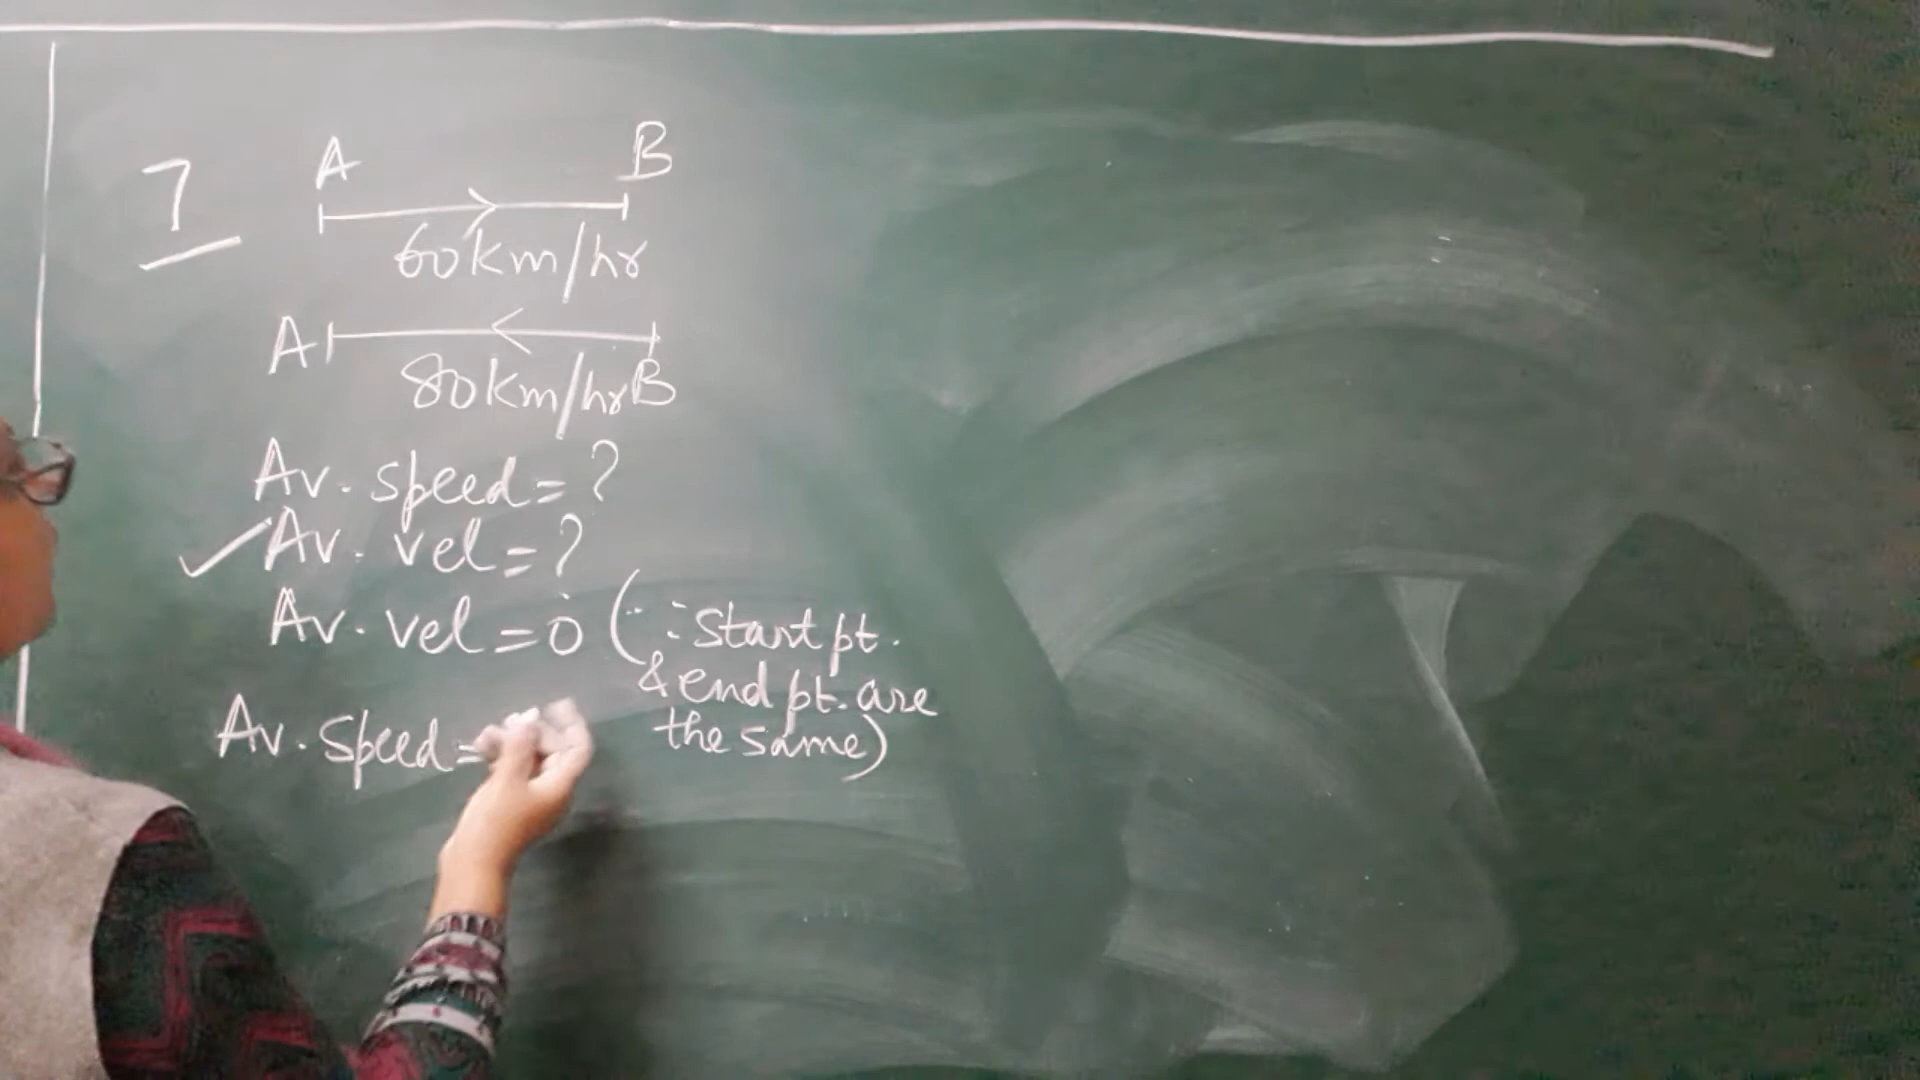 7
A B
60km/hr
A
80km/hr B
Av. speed = ?
✓ Av. vel = ?
Av. vel = 0 (∵ Start pt.
& end pt. are
the same)
Av. Speed =